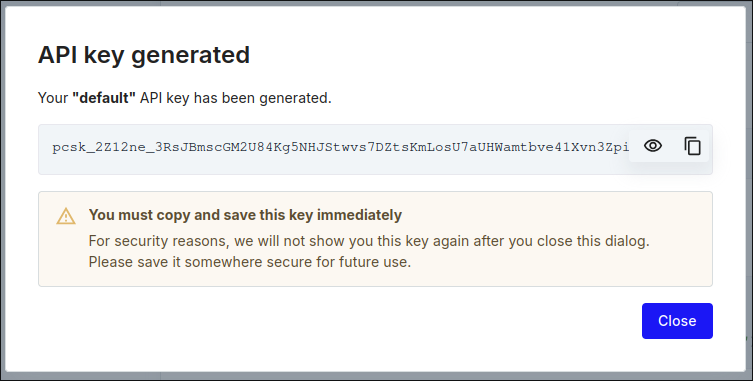 API key generated
Your "default" API key has been generated.
pcsk_2Z12ne_3RsJBmscGM2U84Kg5NHJStwvs7DZtsKmLosU7aUHWamtbve41Xvn3Zpi
You must copy and save this key immediately
For security reasons, we will not show you this key again after you close this dialog.
Please save it somewhere secure for future use.
Close